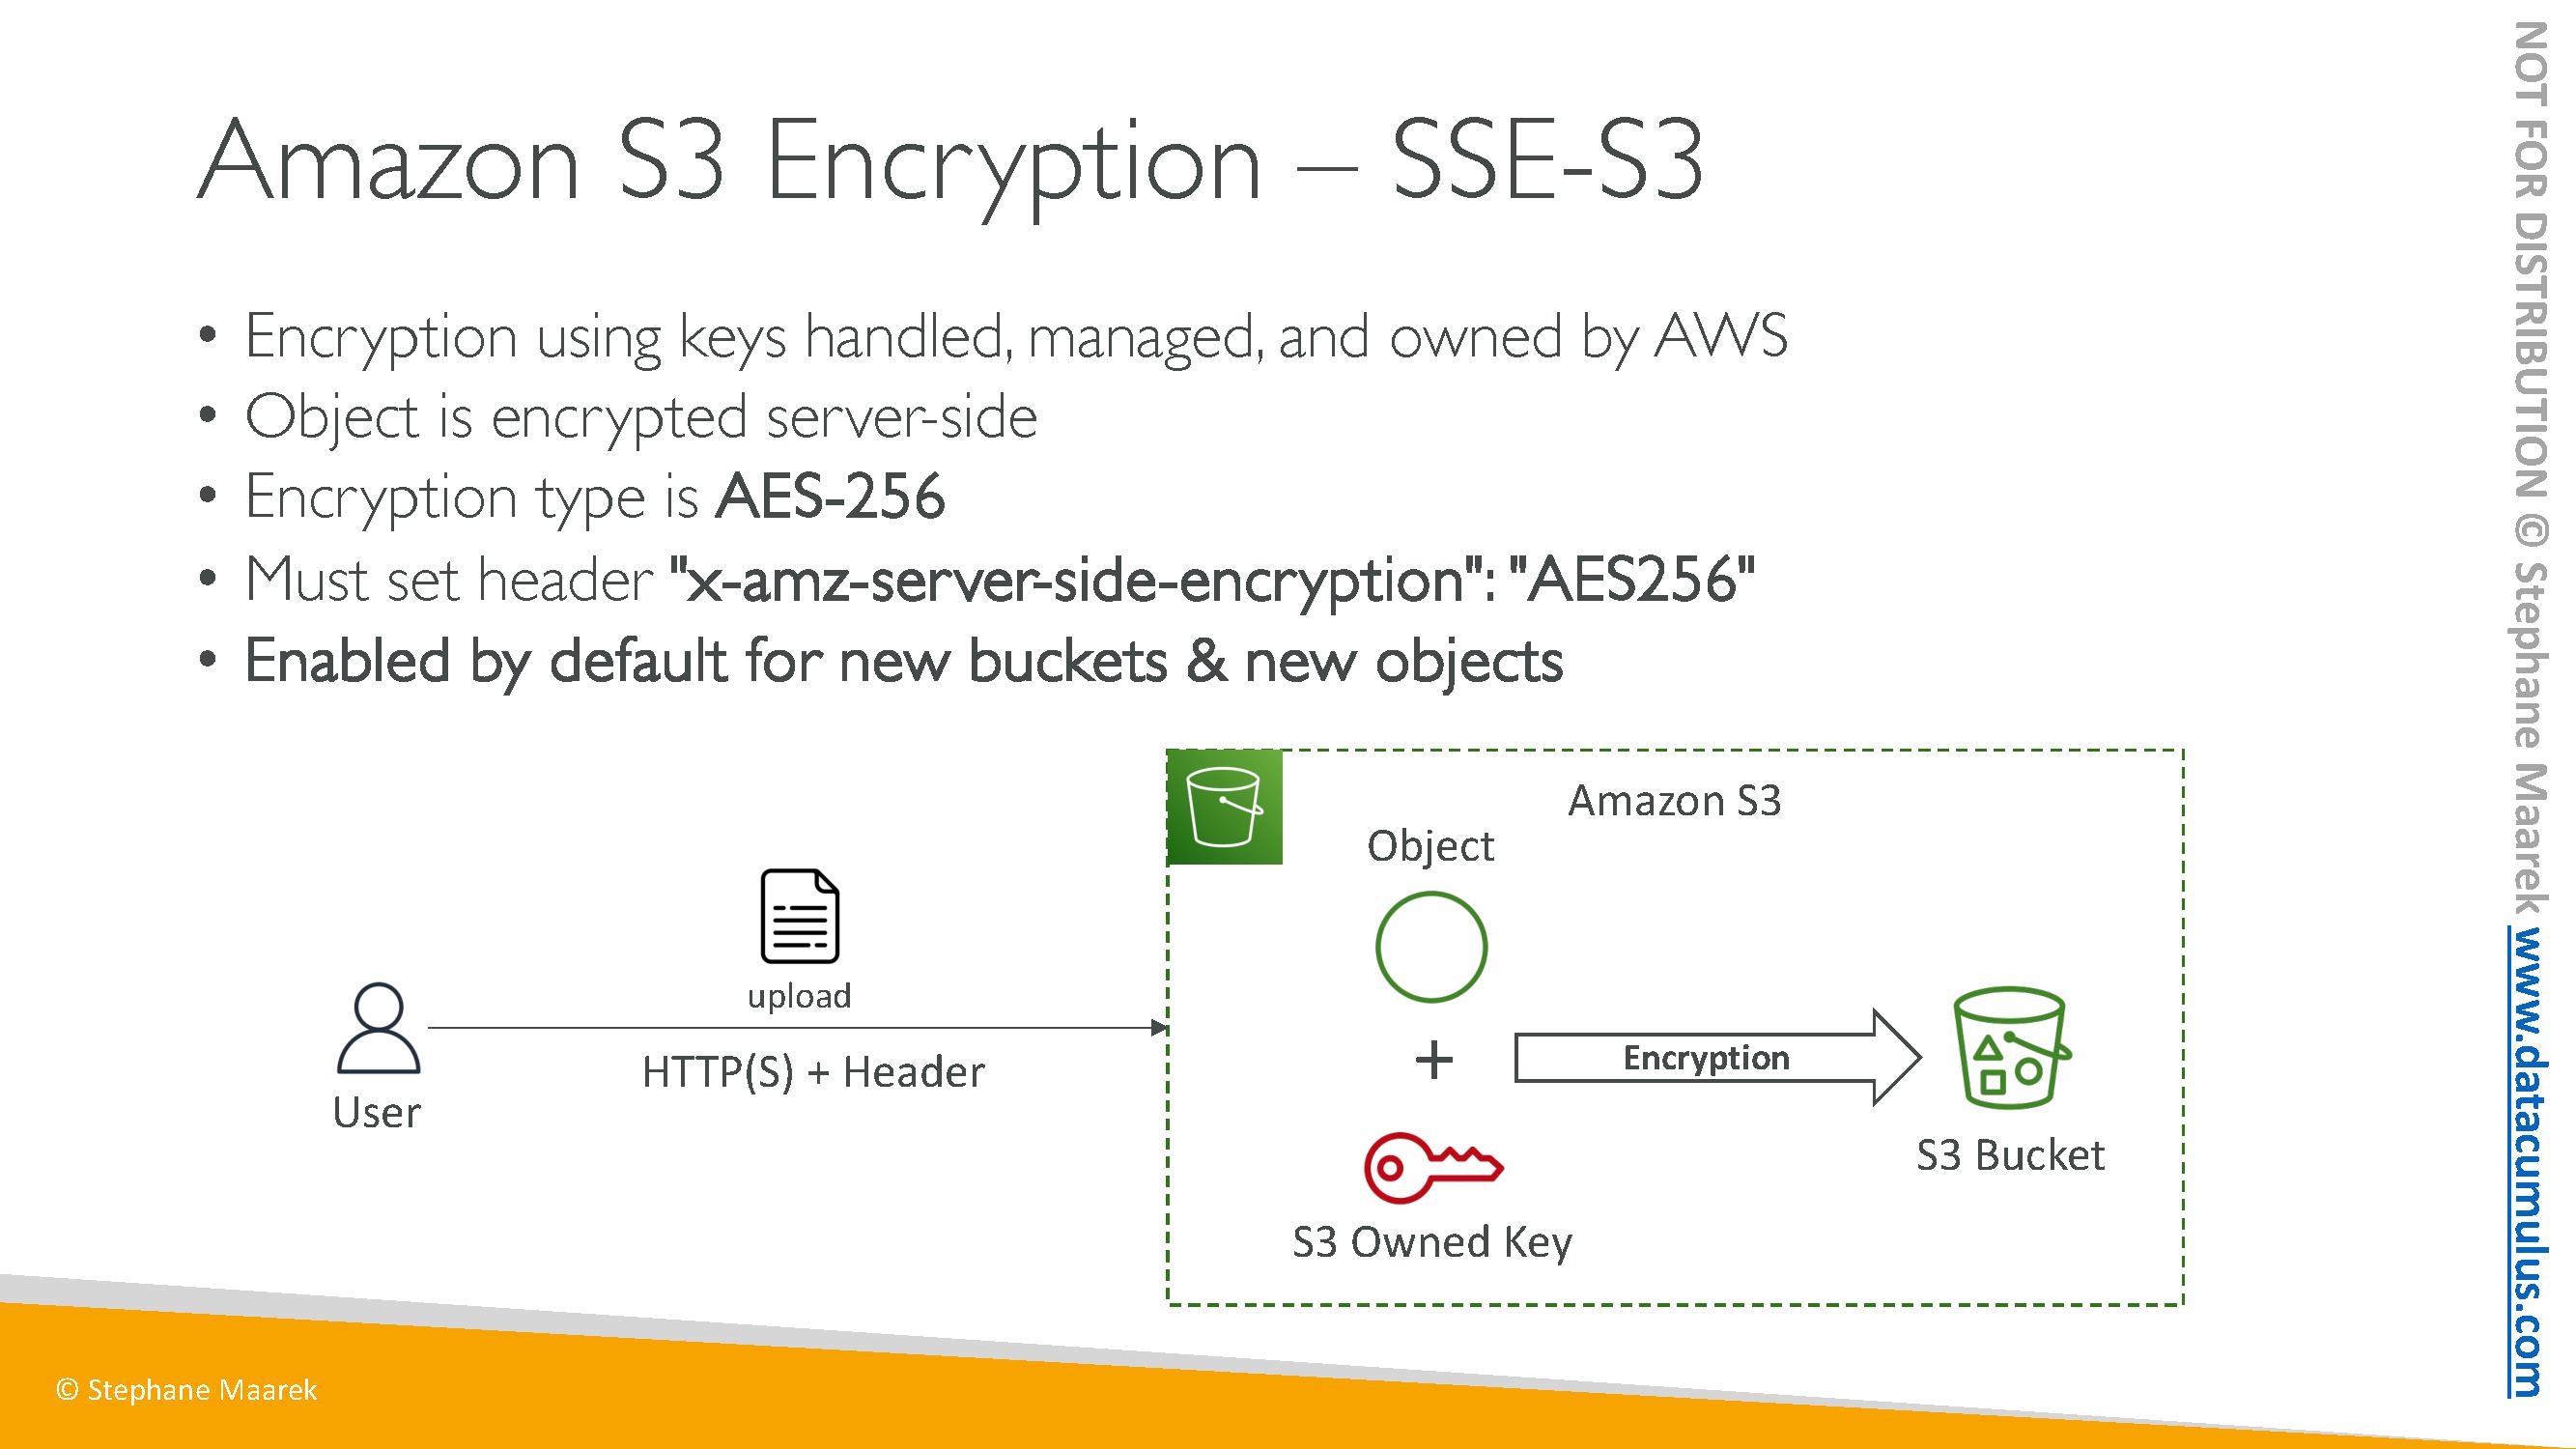 Amazon S3 Encryption – SSE-S3
• Encryption using keys handled, managed, and owned by AWS
• Object is encrypted server-side
• Encryption type is AES-256
• Must set header "x-amz-server-side-encryption": "AES256"
• Enabled by default for new buckets & new objects
Amazon S3
Object
upload
HTTP(S) + Header
User
+
Encryption
S3 Bucket
S3 Owned Key
© Stephane Maarek
NOT FOR DISTRIBUTION © Stephane Maarek www.datacumulus.com